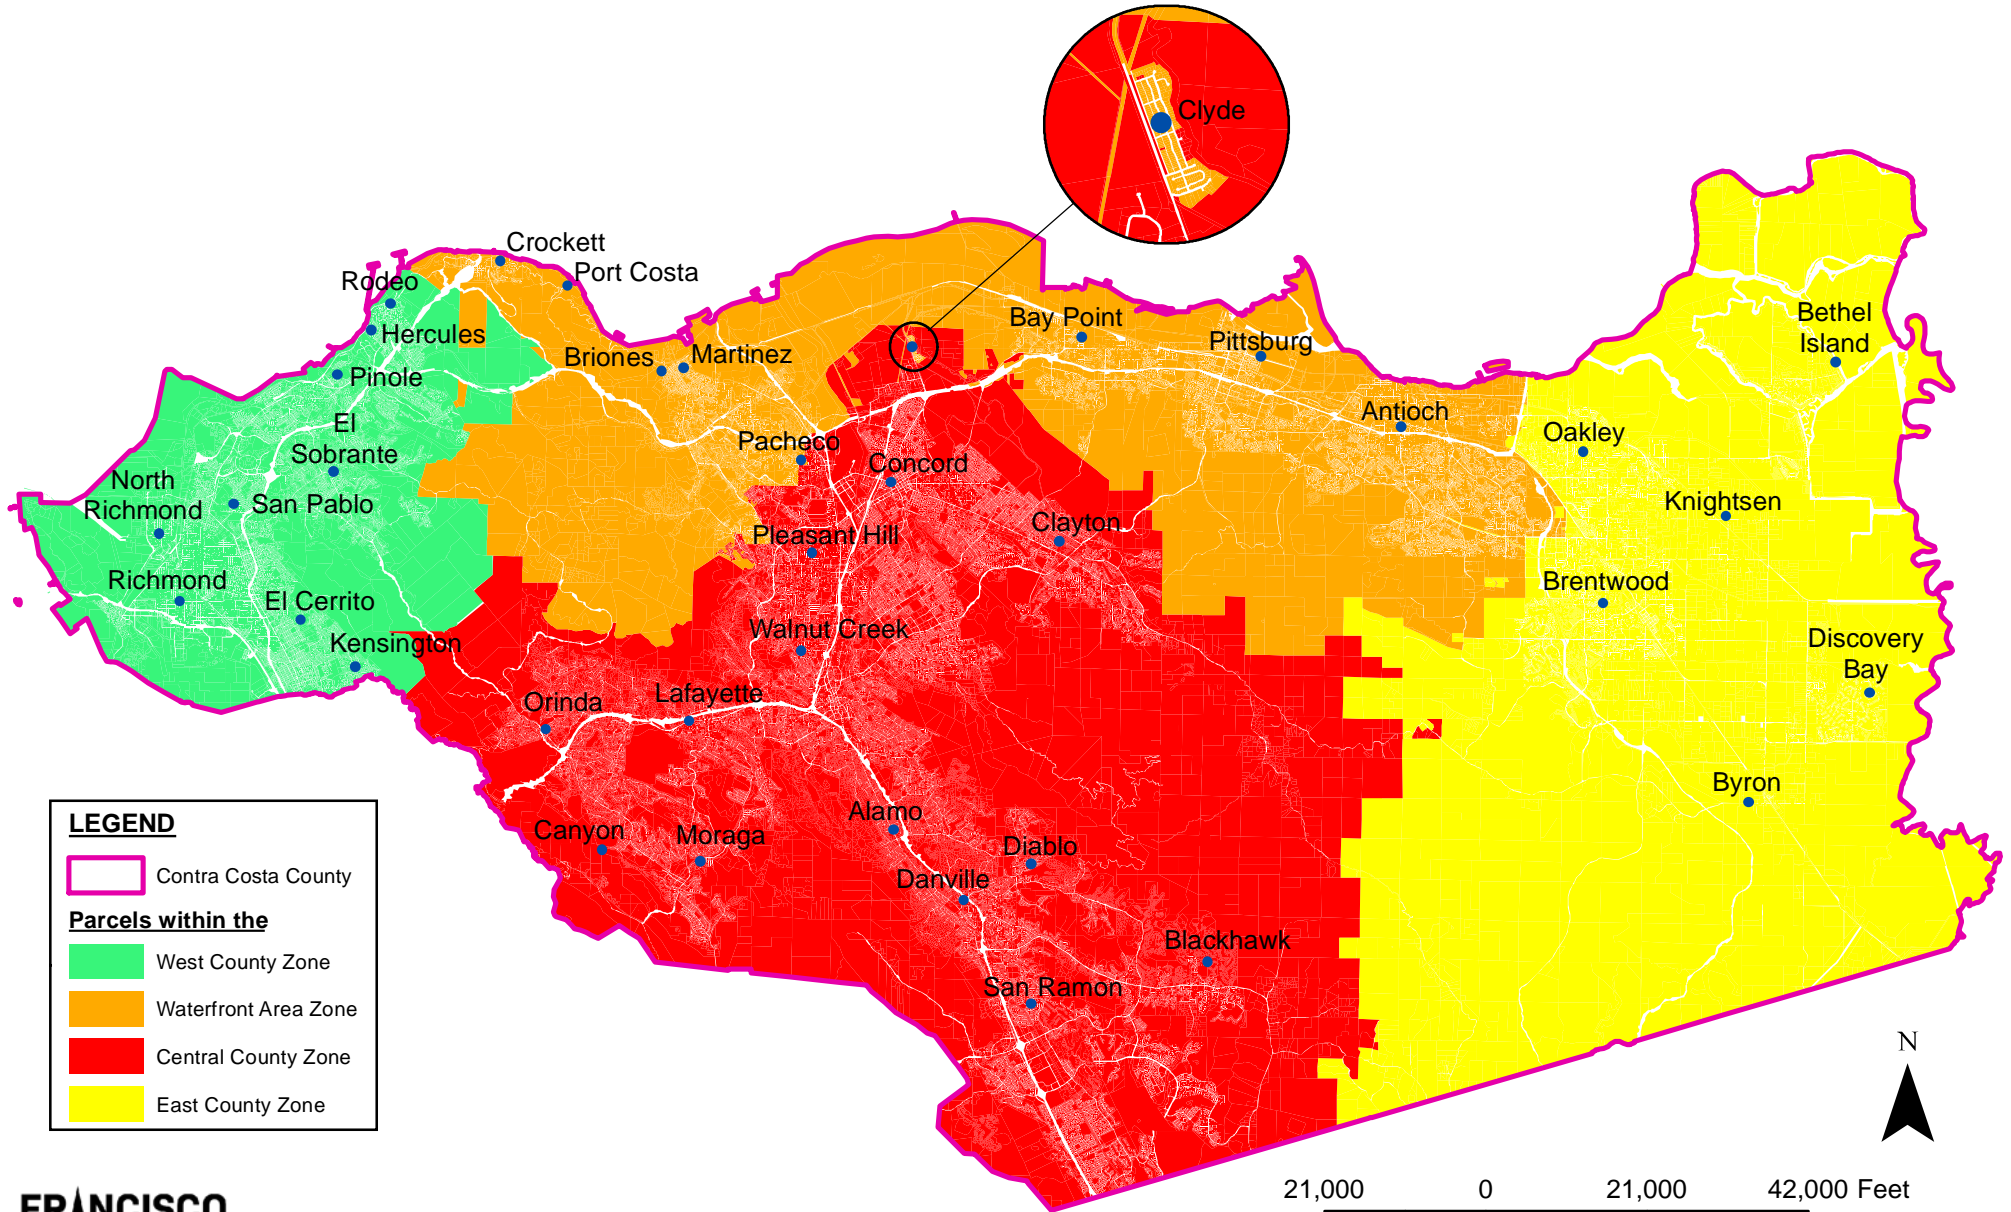 Clyde
Crockett
Port Costa
Rodeo
Hercules
Pinole
Briones
Martinez
Bay Point
Pittsburg
Bethel
Island
El
Sobrante
Pacheco
Concord
Antioch
Oakley
North
Richmond
San Pablo
Pleasant Hill
Clayton
Knightsen
Richmond
El Cerrito
Kensington
Walnut Creek
Brentwood
Discovery
Bay
Orinda
Lafayette
Byron
Canyon
Moraga
Alamo
Diablo
Danville
Blackhawk
San Ramon
LEGEND
Contra Costa County
Parcels within the
West County Zone
Waterfront Area Zone
Central County Zone
East County Zone
N
21,000 0 21,000 42,000 Feet
FRANCISCO